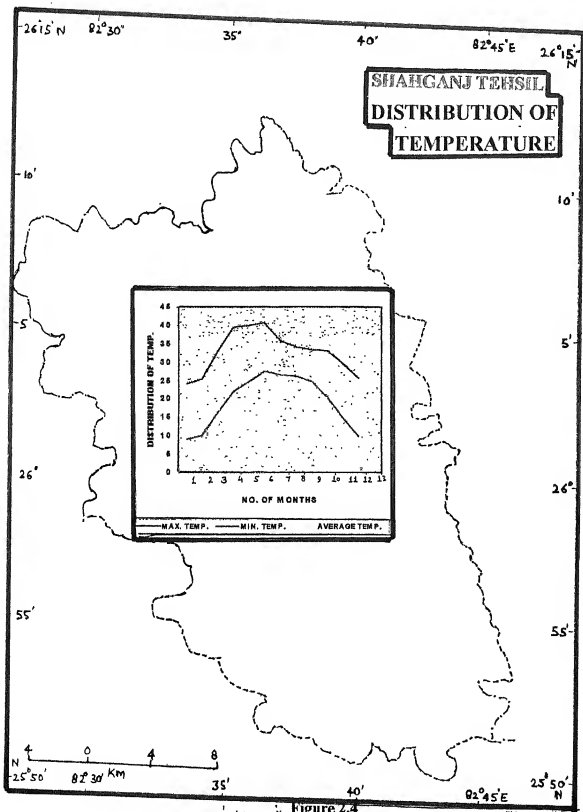 26°15' N 82°30" 35' 40' 82°45'E 26°15' N
SHAHGANJ TEHSIL
DISTRIBUTION OF
TEMPERATURE
10' 10'
5'
45
40
35
30
25
20
15
10
5
0
DISTRIBUTION OF TEMP.
1 2 3 4 5 6 7 8 9 10 11 12 13
NO. OF MONTHS
MAX. TEMP. MIN. TEMP. AVERAGE TEMP.
26° 26°
55' 55'
4 0 4 8
KM
N 25°50' 82°30' 35' 40' 82°45'E 25°50' N
Figure 2.4